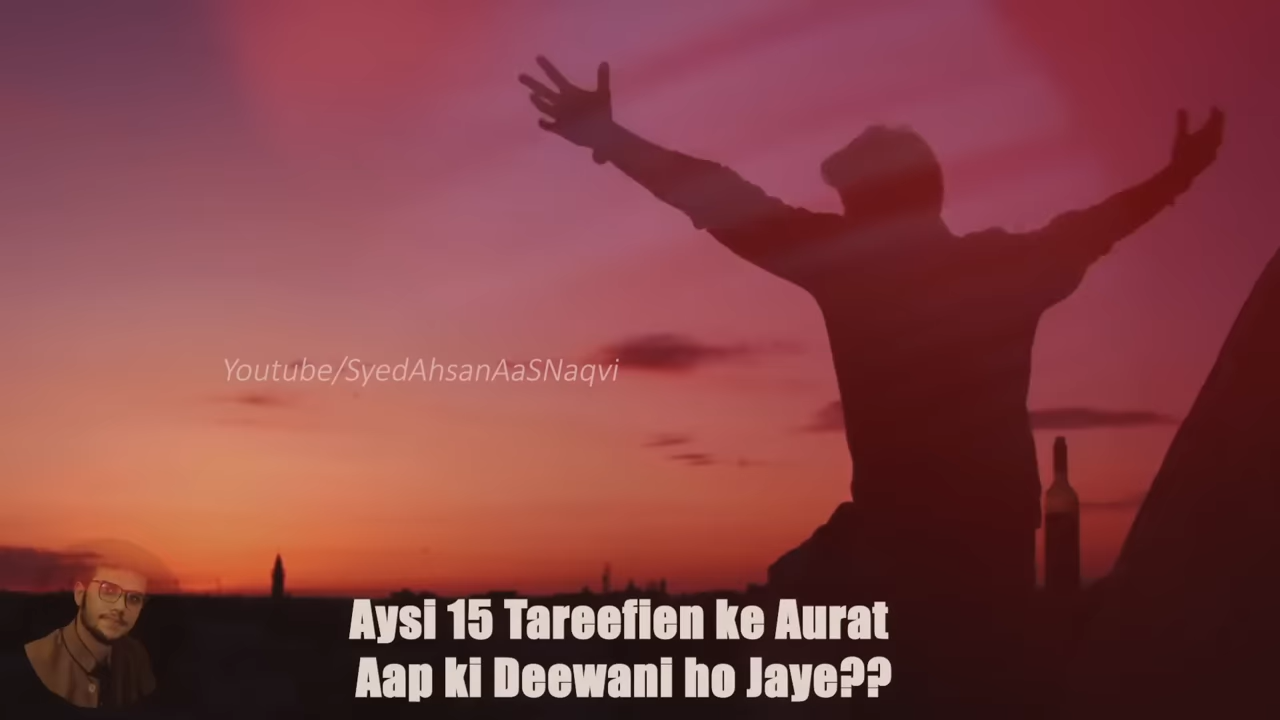 Youtube/SyedAhsanAaSNaqvi
Aysi 15 Tareefien ke Aurat
Aap ki Deewani ho Jaye??